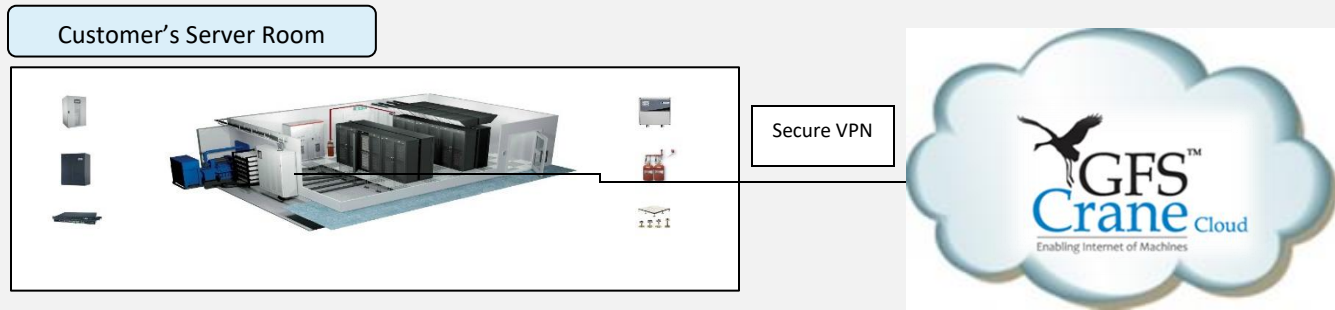 Customer’s Server Room
Secure VPN
GFS™
Crane Cloud
Enabling Internet of Machines